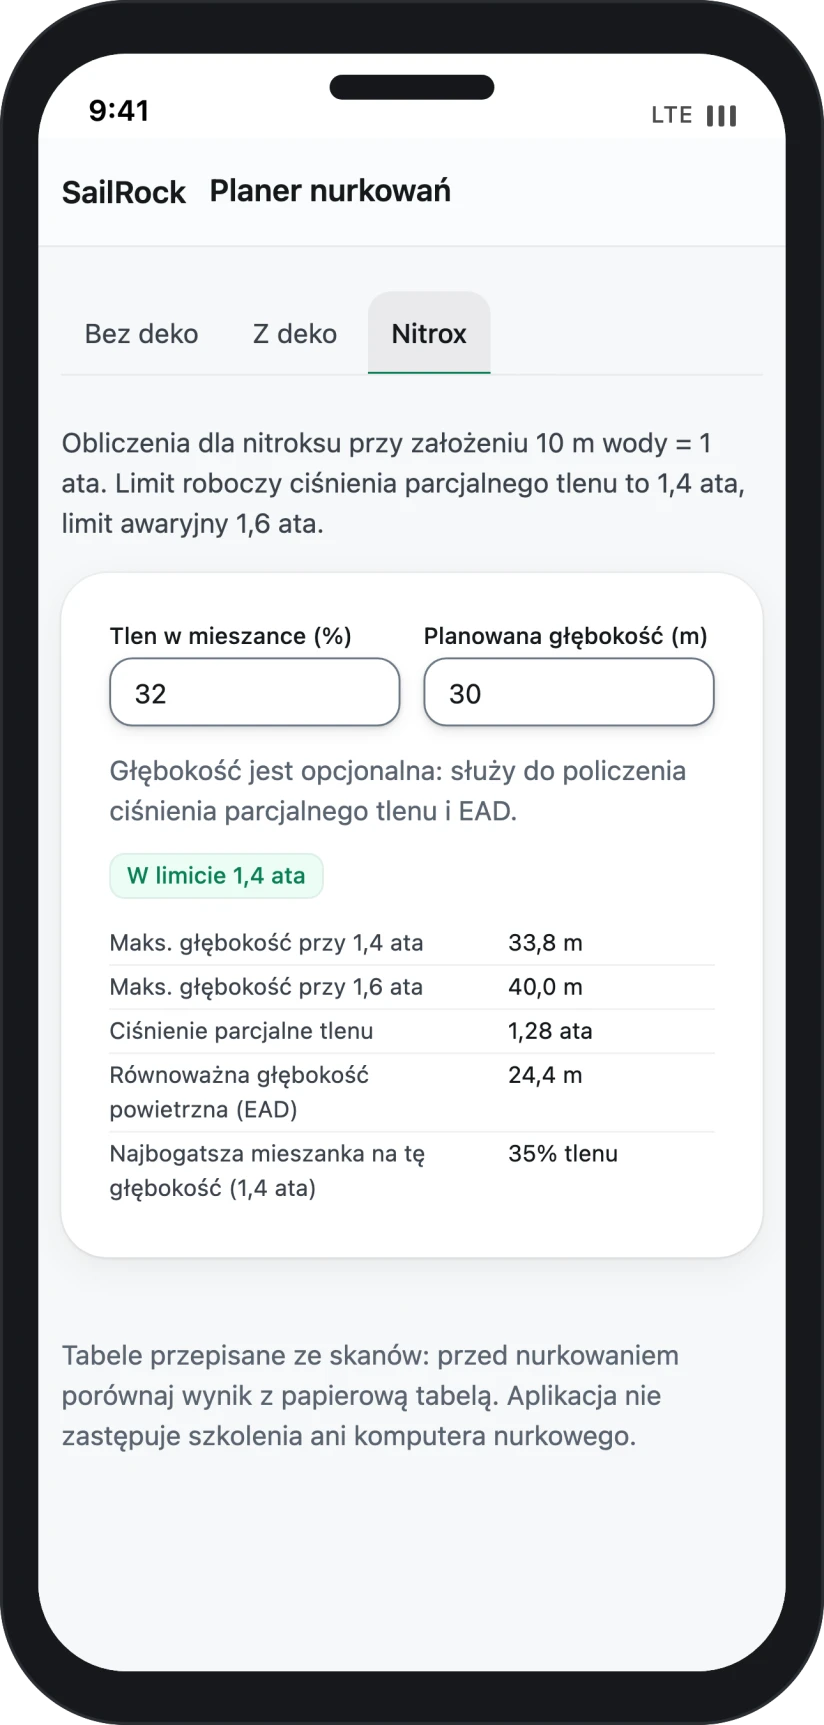 9:41
LTE
SailRock Planer nurkowań
Bez deko Z deko Nitrox
Obliczenia dla nitroksu przy założeniu 10 m wody = 1
ata. Limit roboczy ciśnienia parcjalnego tlenu to 1,4 ata,
limit awaryjny 1,6 ata.
Tlen w mieszance (%) Planowana głębokość (m)
32 30
Głębokość jest opcjonalna: służy do policzenia
ciśnienia parcjalnego tlenu i EAD.
W limicie 1,4 ata
Maks. głębokość przy 1,4 ata 33,8 m
Maks. głębokość przy 1,6 ata 40,0 m
Ciśnienie parcjalne tlenu 1,28 ata
Równoważna głębokość 24,4 m
powietrzna (EAD)
Najbogatsza mieszanka na tę 35% tlenu
głębokość (1,4 ata)
Tabele przepisane ze skanów: przed nurkowaniem
porównaj wynik z papierową tabelą. Aplikacja nie
zastępuje szkolenia ani komputera nurkowego.